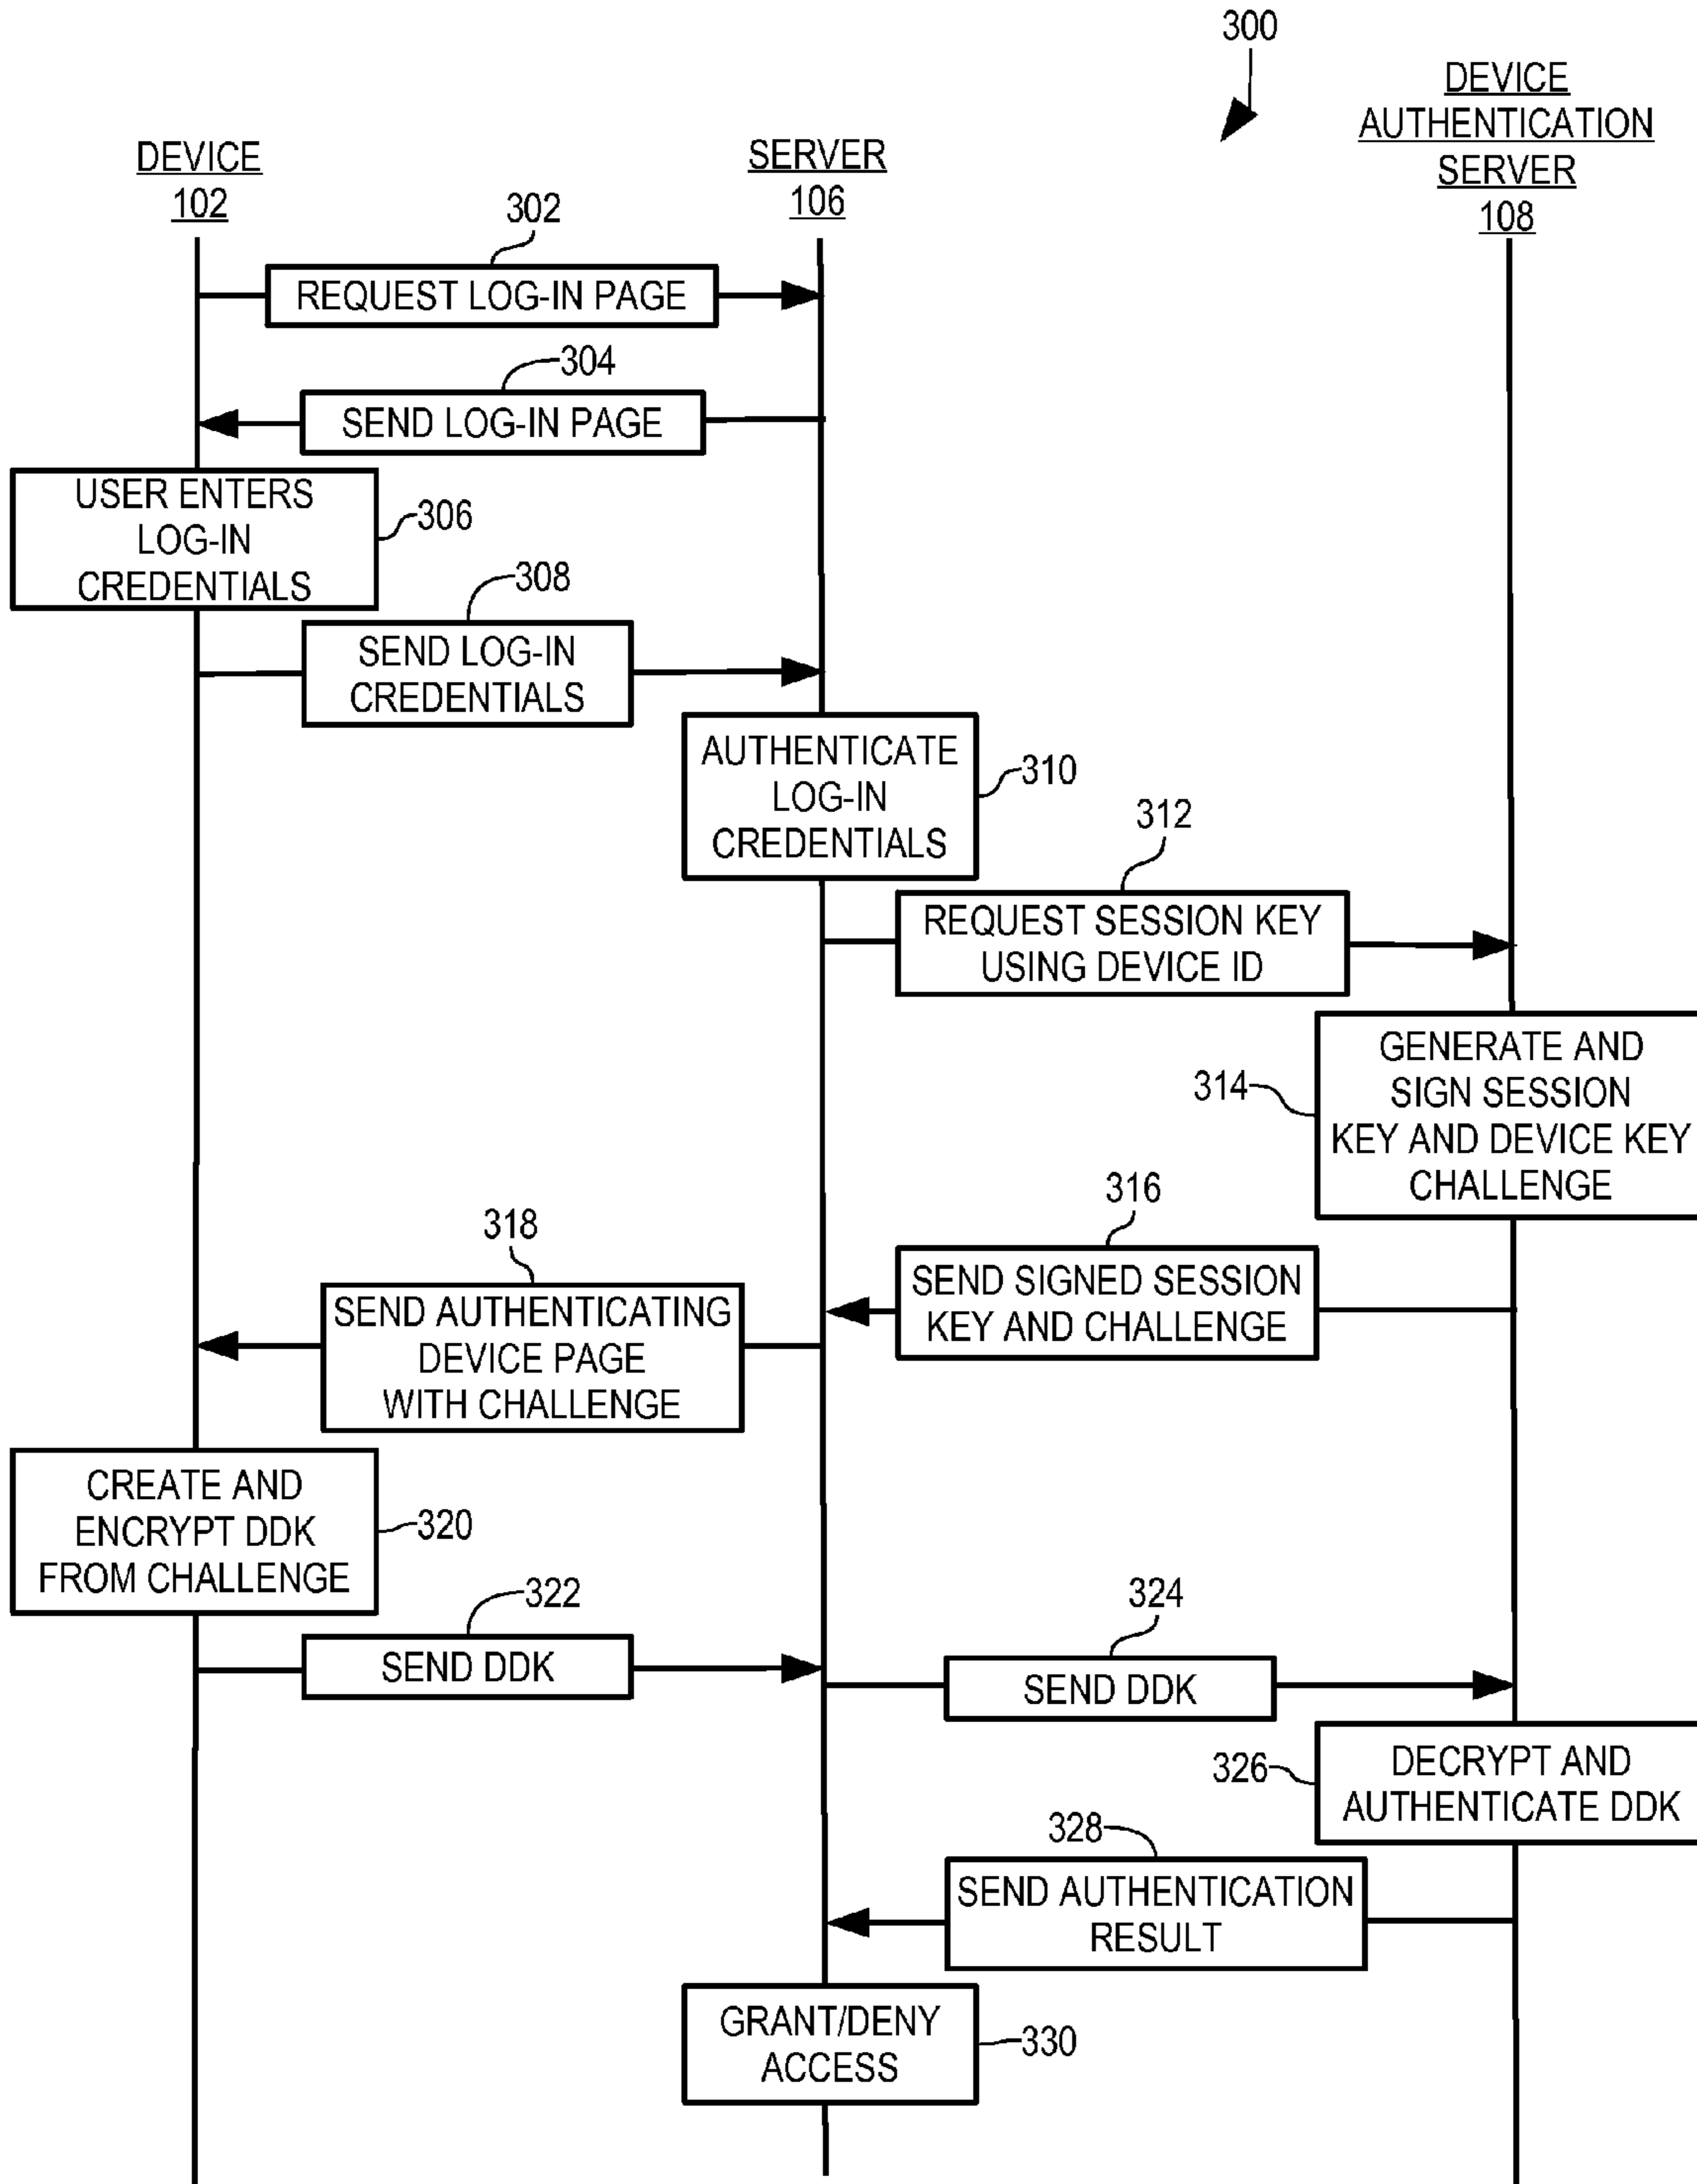 300
DEVICE
102
SERVER
106
DEVICE
AUTHENTICATION
SERVER
108
302
REQUEST LOG-IN PAGE
304
SEND LOG-IN PAGE
USER ENTERS
LOG-IN
CREDENTIALS
306
308
SEND LOG-IN
CREDENTIALS
AUTHENTICATE
LOG-IN
CREDENTIALS
310
312
REQUEST SESSION KEY
USING DEVICE ID
GENERATE AND
SIGN SESSION
KEY AND DEVICE KEY
CHALLENGE
314
316
SEND SIGNED SESSION
KEY AND CHALLENGE
318
SEND AUTHENTICATING
DEVICE PAGE
WITH CHALLENGE
CREATE AND
ENCRYPT DDK
FROM CHALLENGE
320
322
SEND DDK
324
SEND DDK
326
DECRYPT AND
AUTHENTICATE DDK
328
SEND AUTHENTICATION
RESULT
GRANT/DENY
ACCESS
330